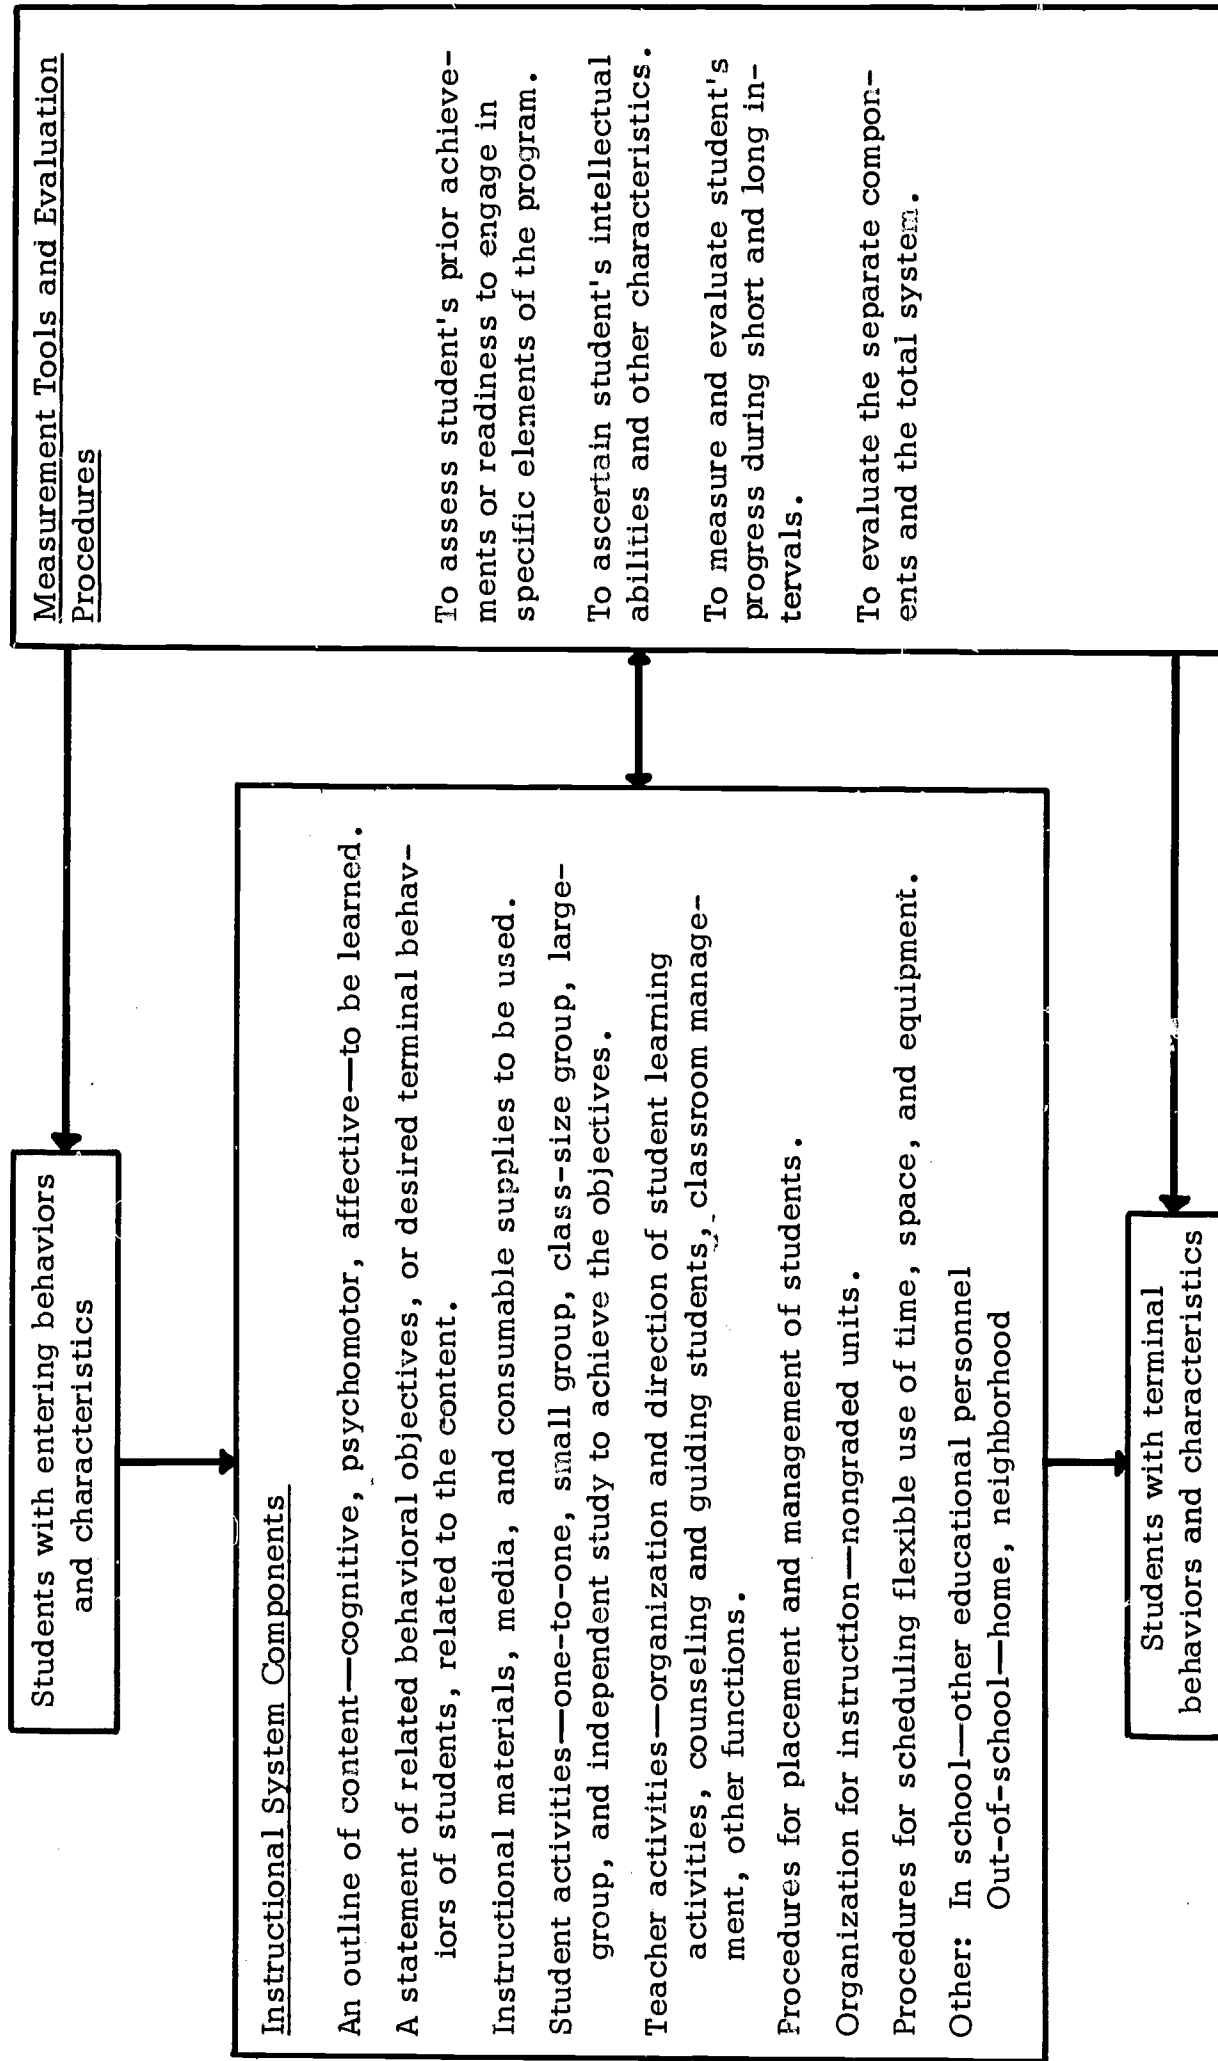 Students with entering behaviors
and characteristics
Instructional System Components
An outline of content—cognitive, psychomotor, affective—to be learned.
A statement of related behavioral objectives, or desired terminal behav-
iors of students, related to the content.
Instructional materials, media, and consumable supplies to be used.
Student activities—one-to-one, small group, class-size group, large-
group, and independent study to achieve the objectives.
Teacher activities—organization and direction of student learning
activities, counseling and guiding students, classroom manage-
ment, other functions.
Procedures for placement and management of students.
Organization for instruction—nongraded units.
Procedures for scheduling flexible use of time, space, and equipment.
Other: In school—other educational personnel
Out-of-school—home, neighborhood
Students with terminal
behaviors and characteristics
Measurement Tools and Evaluation
Procedures
To assess student's prior achieve-
ments or readiness to engage in
specific elements of the program.
To ascertain student's intellectual
abilities and other characteristics.
To measure and evaluate student's
progress during short and long in-
tervals.
To evaluate the separate compon-
ents and the total system.